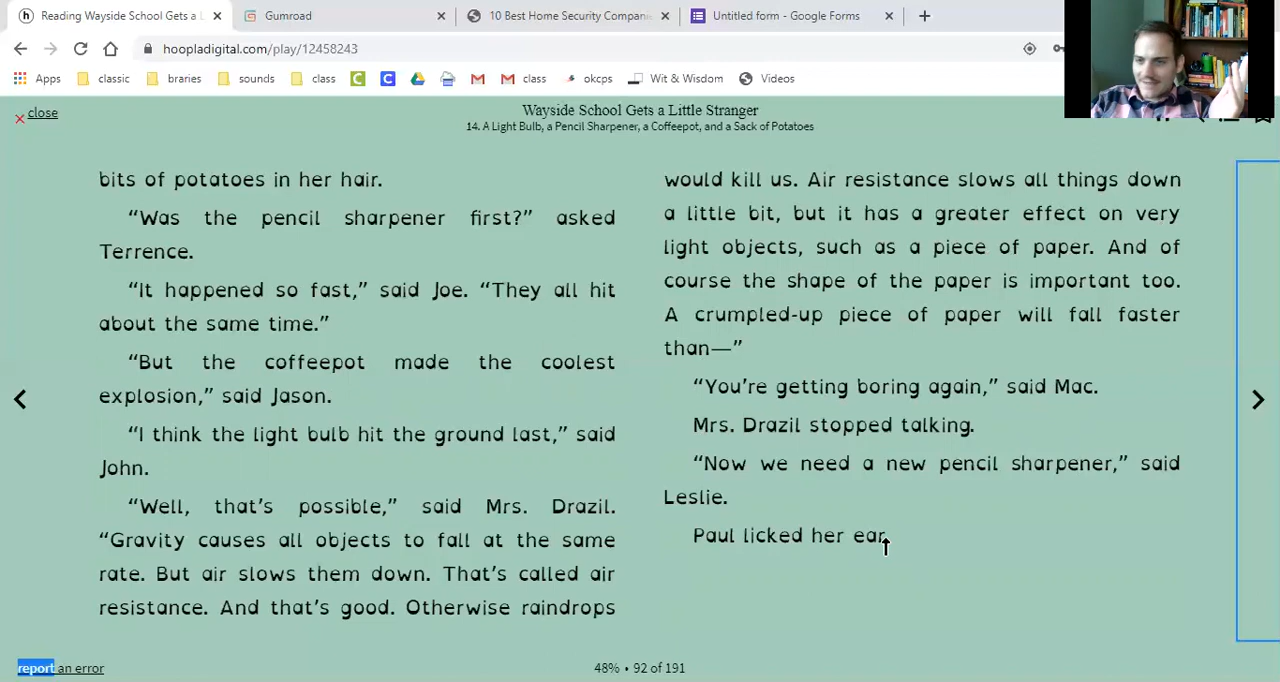 Reading Wayside School Gets a L
Gumroad
10 Best Home Security Compan
Untitled form - Google Forms
hoopladigital.com/play/12458243
Apps
classic
braries
sounds
class
class
okcps
Wit & Wisdom
Videos
close
Wayside School Gets a Little Stranger
14. A Light Bulb, a Pencil Sharpener, a Coffeepot, and a Sack of Potatoes
bits of potatoes in her hair.
“Was the pencil sharpener first?” asked
Terrence.
“It happened so fast,” said Joe. “They all hit
about the same time.”
“But the coffeepot made the coolest
explosion,” said Jason.
“I think the light bulb hit the ground last,” said
John.
“Well, that’s possible,” said Mrs. Drazil.
“Gravity causes all objects to fall at the same
rate. But air slows them down. That’s called air
resistance. And that’s good. Otherwise raindrops
would kill us. Air resistance slows all things down
a little bit, but it has a greater effect on very
light objects, such as a piece of paper. And of
course the shape of the paper is important too.
A crumpled-up piece of paper will fall faster
than—”
“You’re getting boring again,” said Mac.
Mrs. Drazil stopped talking.
“Now we need a new pencil sharpener,” said
Leslie.
Paul licked her ear.
report an error
48% • 92 of 191